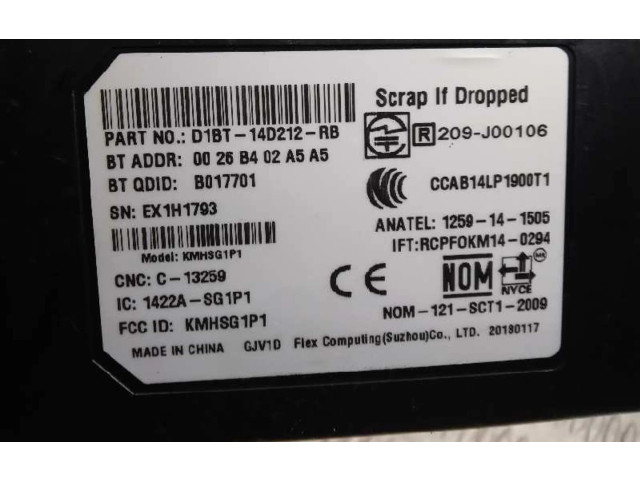 Scrap If Dropped
PART NO.: D1BT-14D212-RB
R 209-J00106
BT ADDR: 00 26 B4 02 A5 A5
BT QDID: B017701
CCAB14LP1900T1
SN: EX1H1793
ANATEL: 1259-14-1505
IFT:RCPFOKM14-0294
Model: KMHSG1P1
CNC: C-13259
CE
NOM
NYCE
IC: 1422A-SG1P1
NOM-121-SCT1-2009
FCC ID: KMHSG1P1
MADE IN CHINA GJV1D Flex Computing(Suzhou)Co., LTD. 20180117